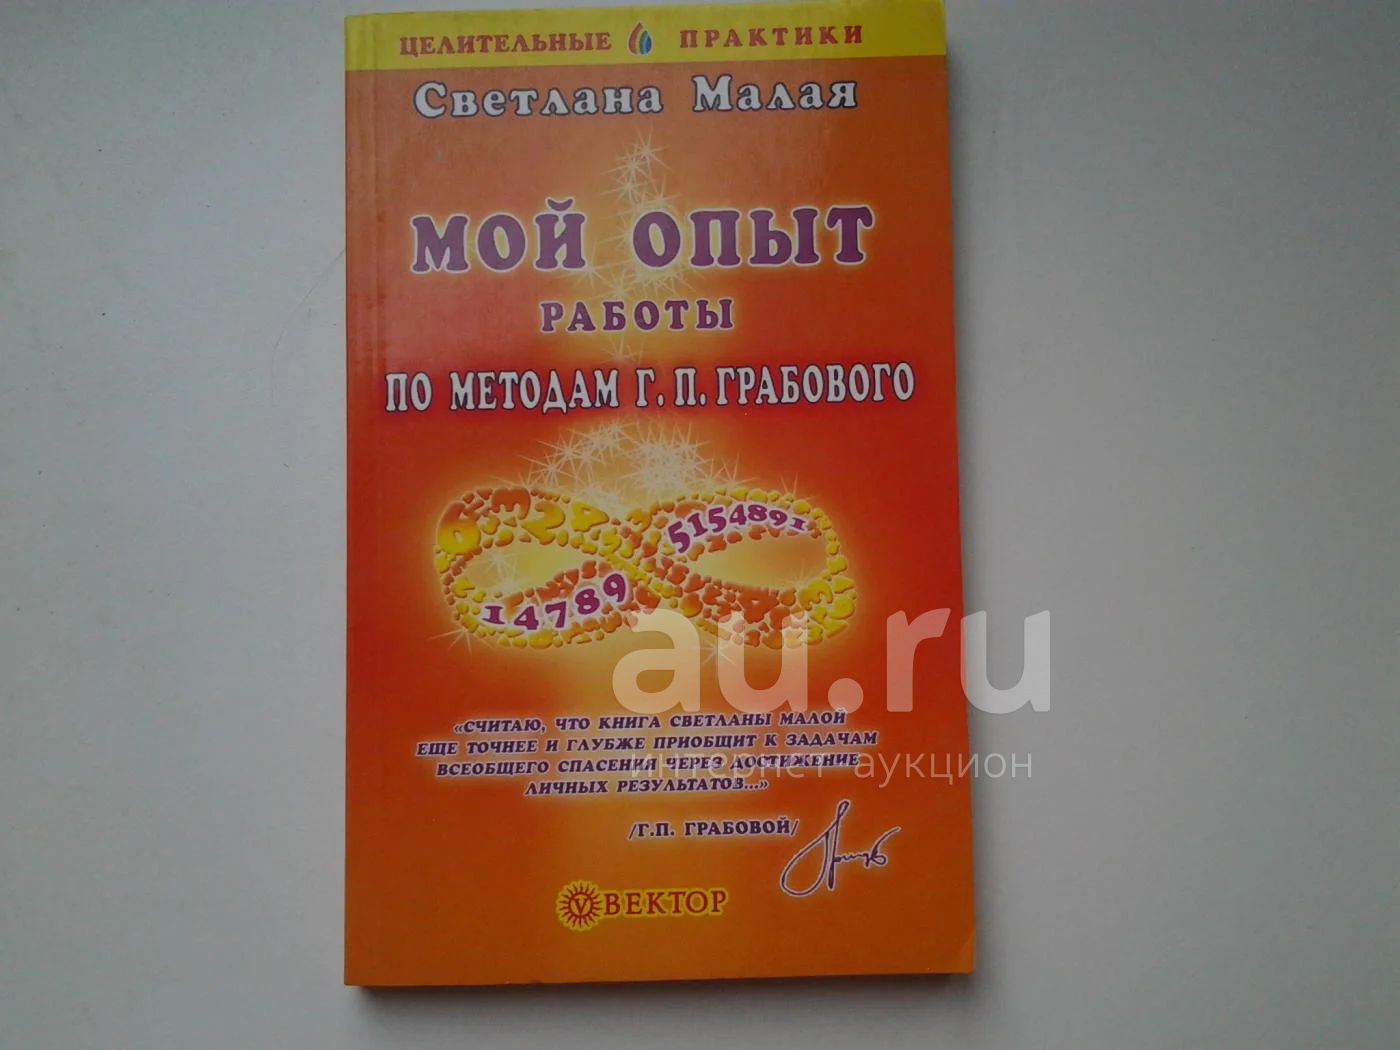 ЦЕЛИТЕЛЬНЫЕ ПРАКТИКИ
Светлана Малая
МОЙ ОПЫТ
РАБОТЫ
ПО МЕТОДАМ Г. П. ГРАБОВОГО
5154891
14789
au.ru
«СЧИТАЮ, ЧТО КНИГА СВЕТЛАНЫ МАЛОЙ
ЕЩЕ ТОЧНЕЕ И ГЛУБЖЕ ПРИОБЩИТ К ЗАДАЧАМ
ВСЕОБЩЕГО СПАСЕНИЯ ЧЕРЕЗ ДОСТИЖЕНИЕ
интернет аукцион
ЛИЧНЫХ РЕЗУЛЬТАТОВ...»
/Г.П. ГРАБОВОЙ/
V ВЕКТОР